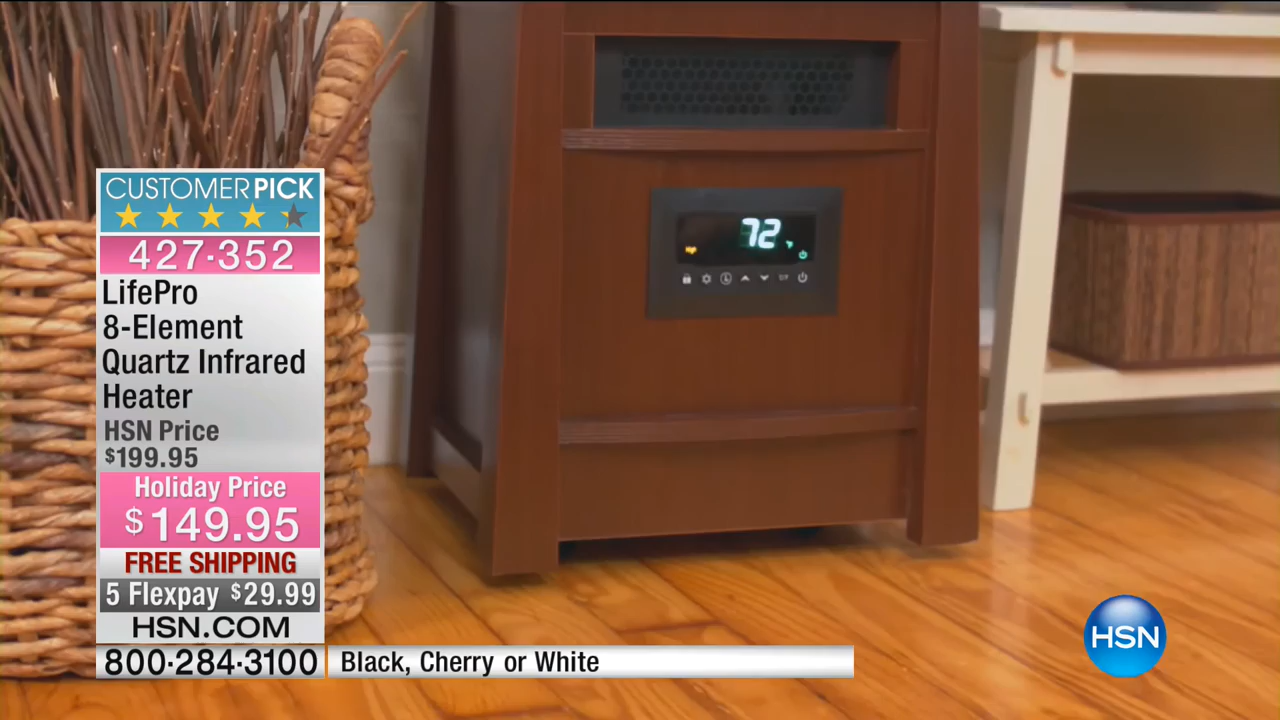 CUSTOMER PICK
427·352
LifePro
8-Element
Quartz Infrared
Heater
HSN Price
$199.95
Holiday Price
$149.95
FREE SHIPPING
5 Flexpay $29.99
HSN.COM
800·284·3100
Black, Cherry or White
72
HSN